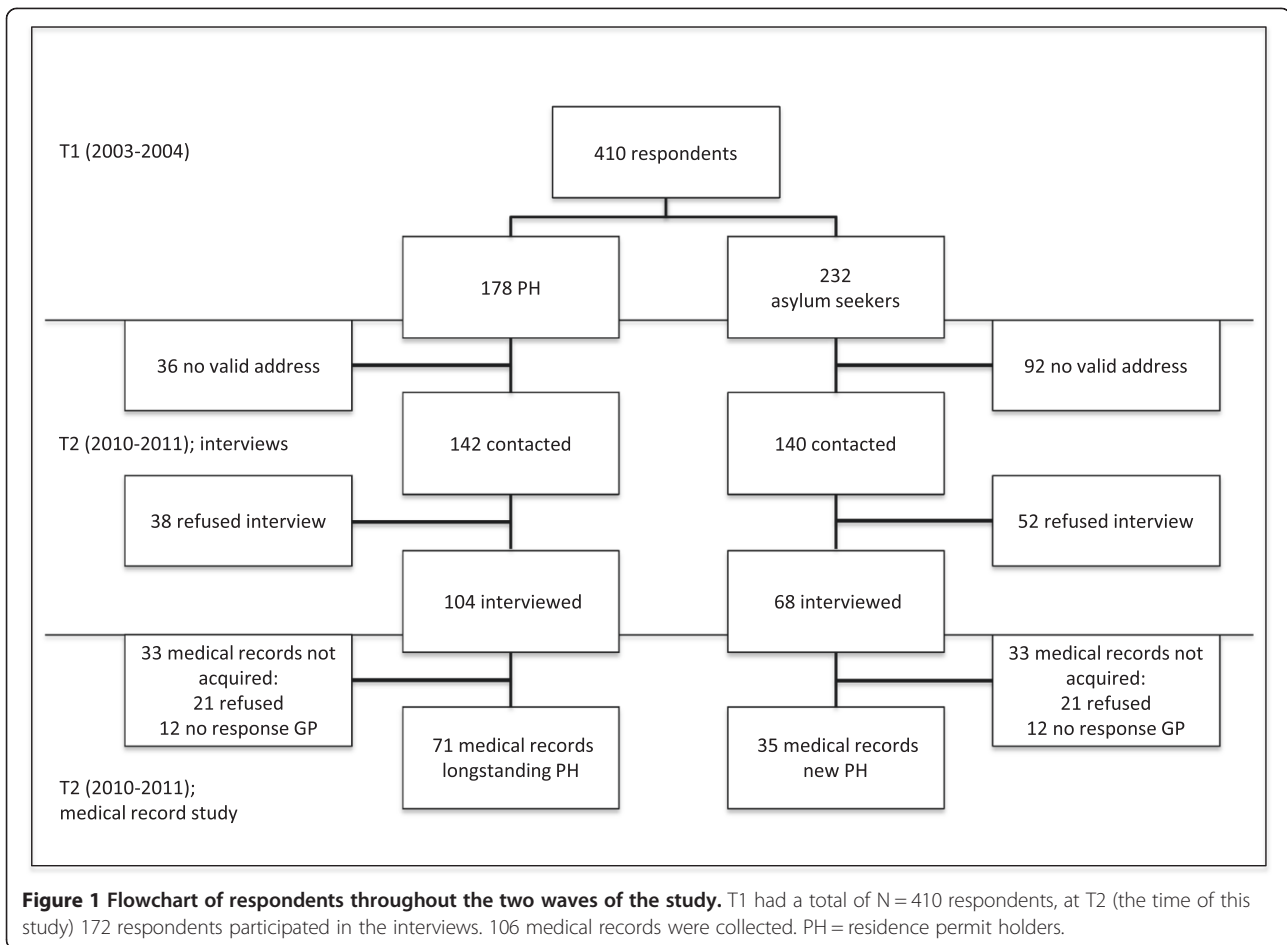 T1 (2003-2004)
410 respondents
178 PH
232
asylum seekers
36 no valid address
92 no valid address
142 contacted
140 contacted
T2 (2010-2011); interviews
38 refused interview
52 refused interview
104 interviewed
68 interviewed
33 medical records not
acquired:
21 refused
12 no response GP
33 medical records not
acquired:
21 refused
12 no response GP
71 medical records
longstanding PH
35 medical records
new PH
T2 (2010-2011);
medical record study
Figure 1 Flowchart of respondents throughout the two waves of the study. T1 had a total of N = 410 respondents, at T2 (the time of this
study) 172 respondents participated in the interviews. 106 medical records were collected. PH = residence permit holders.